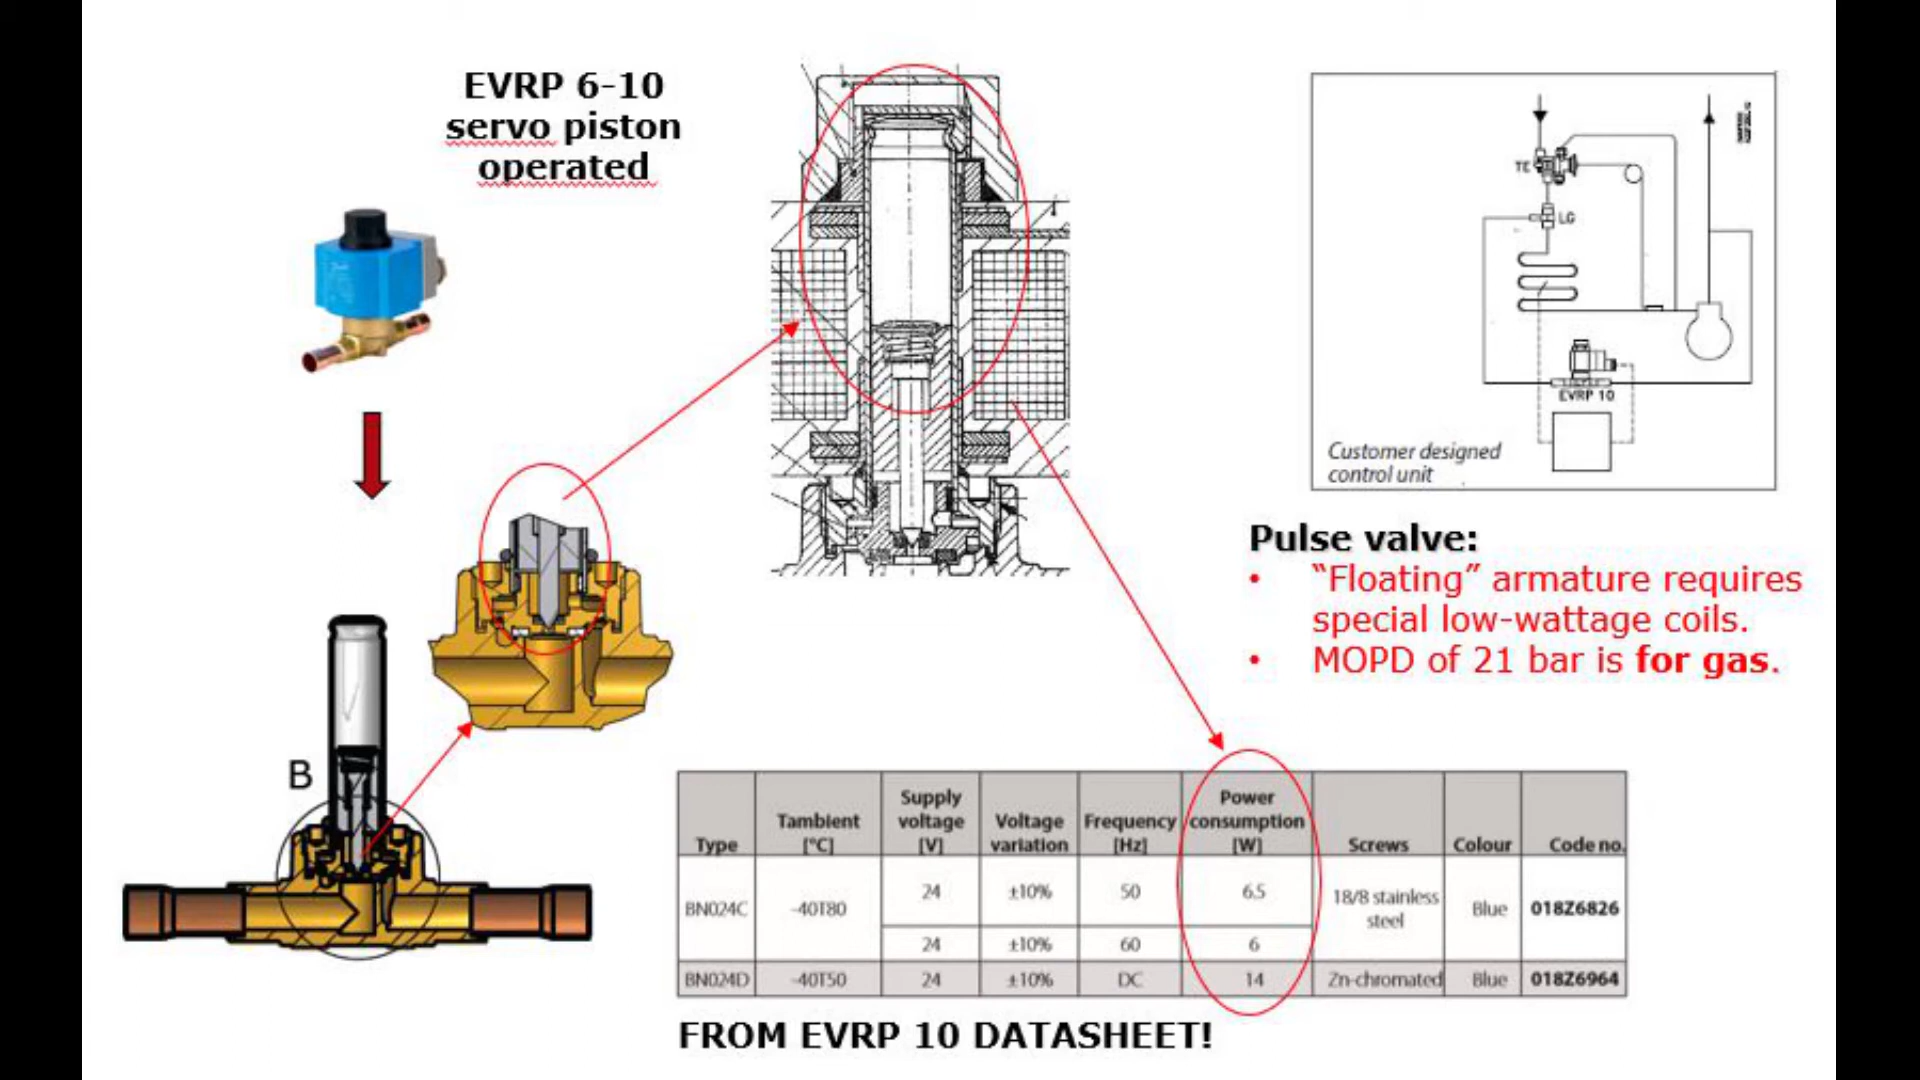 EVRP 6-10
servo piston
operated
TE
LG
EVRP 10
Customer designed
control unit
Pulse valve:
• “Floating” armature requires
special low-wattage coils.
• MOPD of 21 bar is for gas.
B
Type Tambient [°C] Supply voltage [V] Voltage variation Frequency [Hz] Power consumption [W] Screws Colour Code no.
BN024C -40T80 24 ±10% 50 6.5 18/8 stainless steel Blue 018Z6826
24 ±10% 60 6
BN024D -40T50 24 ±10% DC 14 Zn-chromated Blue 018Z6964
FROM EVRP 10 DATASHEET!